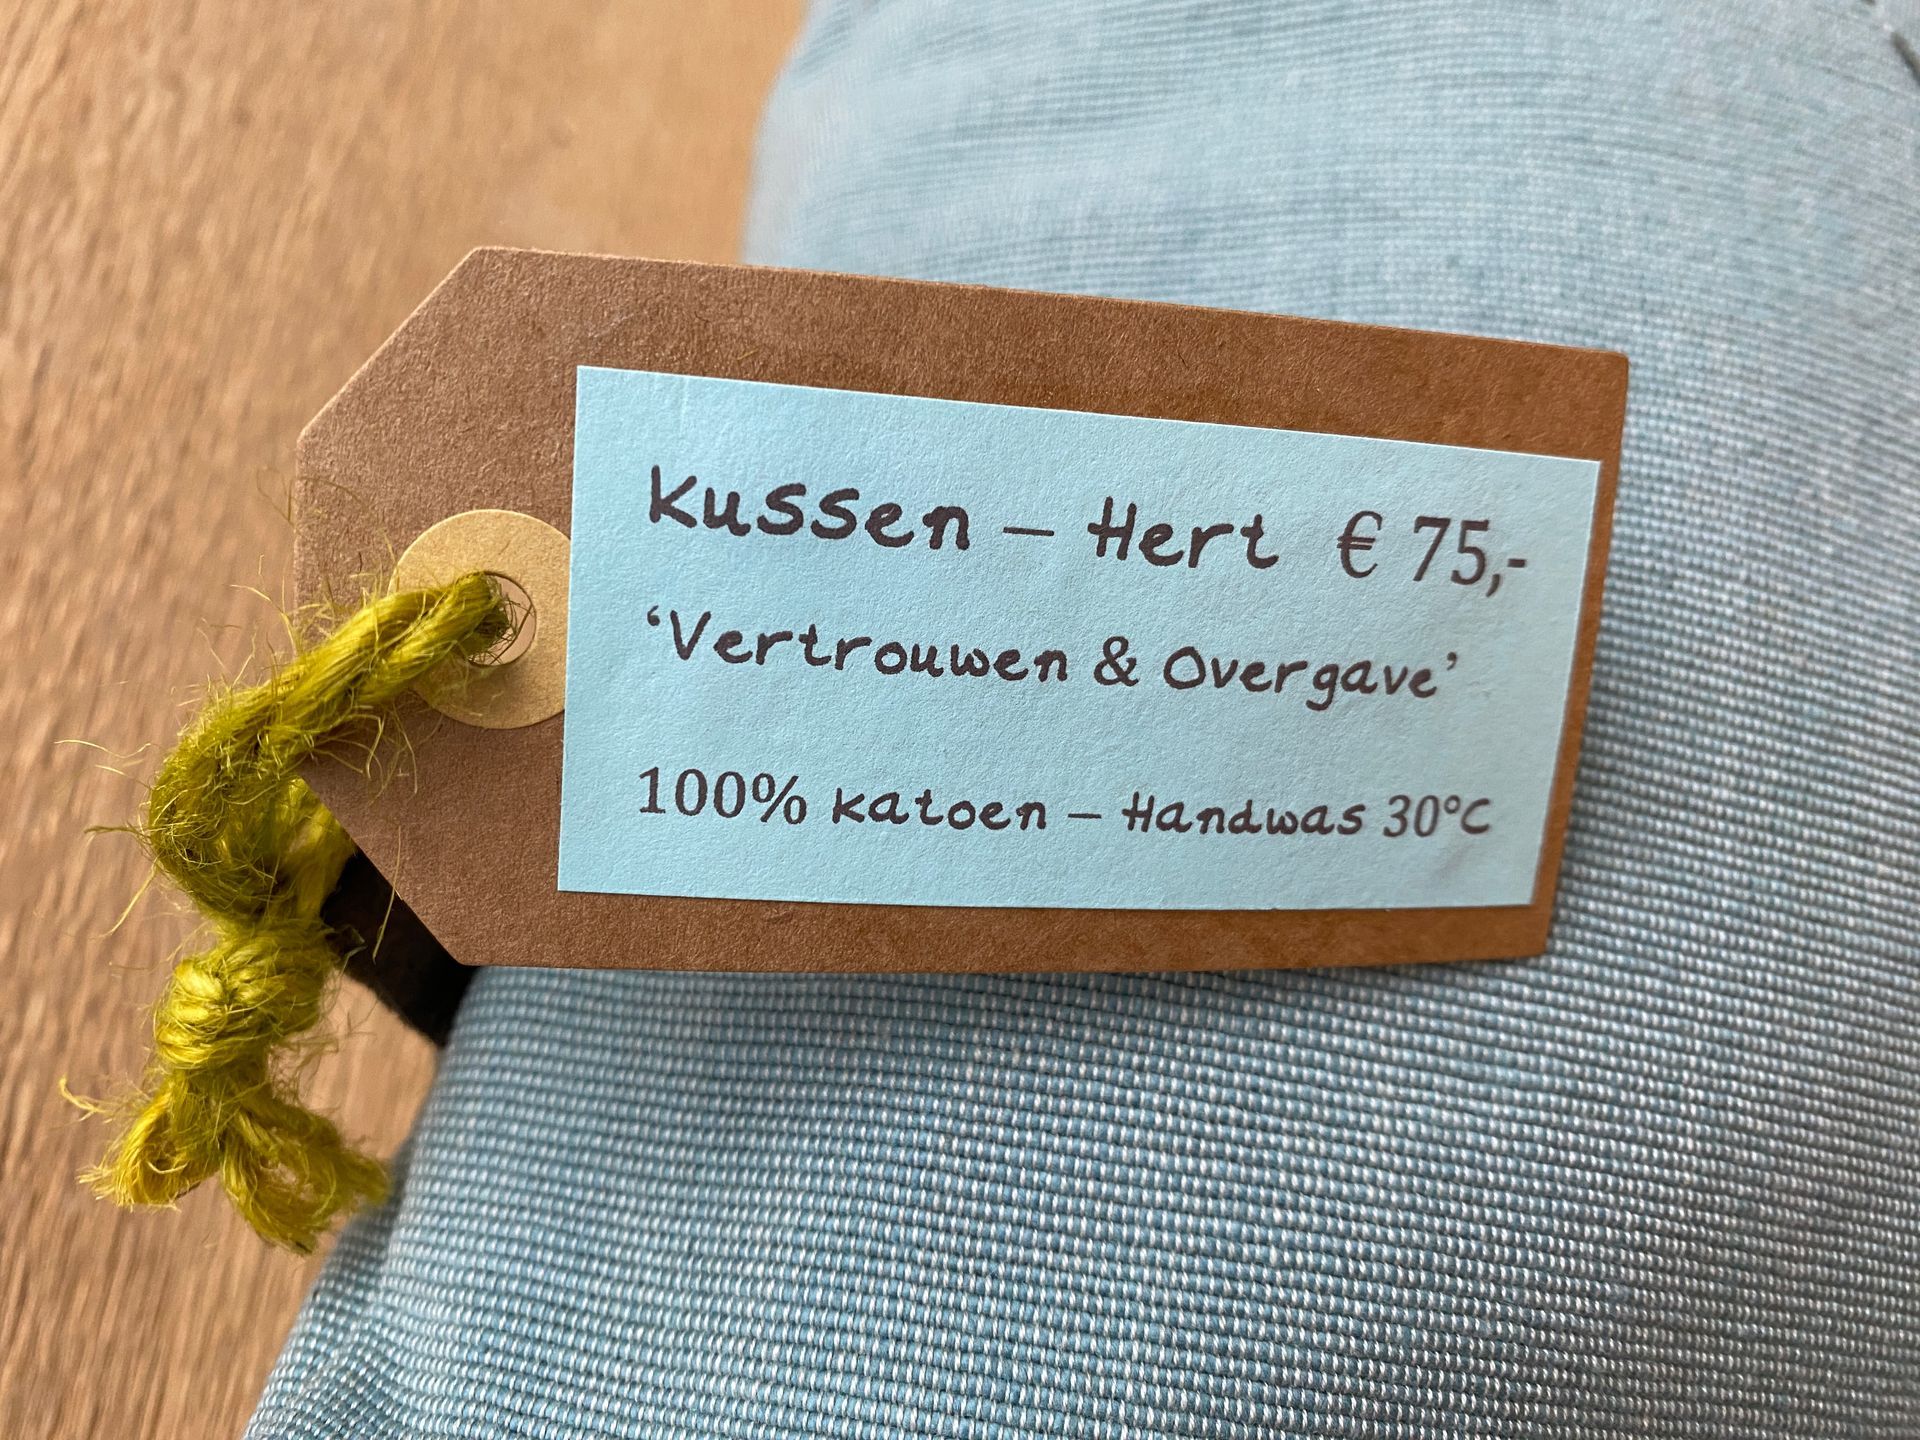 Kussen – Hert € 75,-
‘Vertrouwen & Overgave’
100% katoen – Handwas 30°C